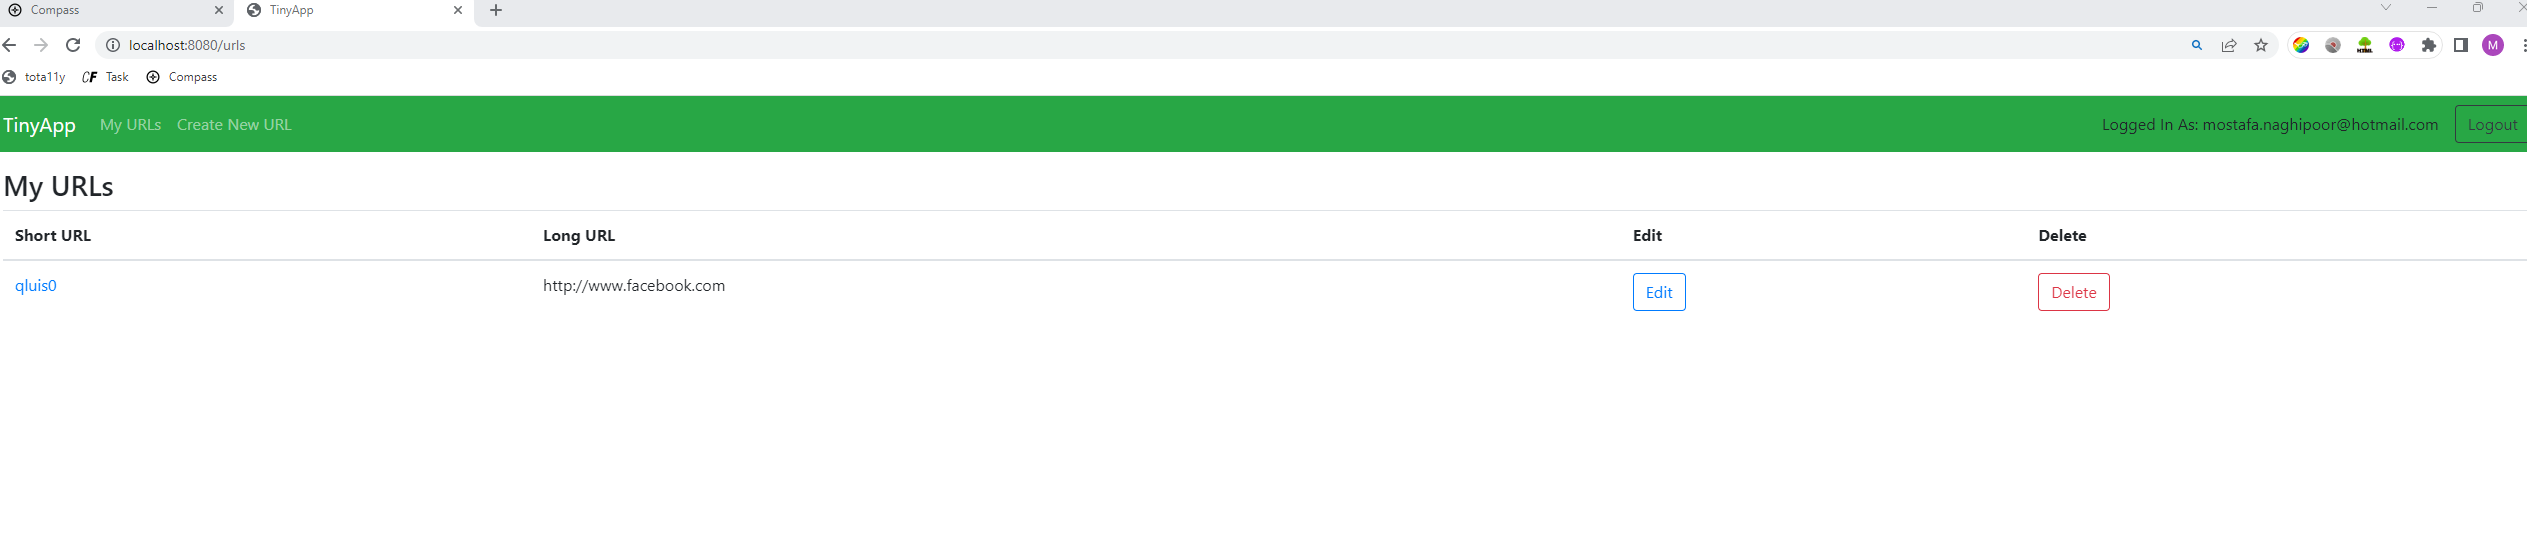 Compass TinyApp
localhost:8080/urls
tota11y CF Task Compass M
TinyApp My URLs Create New URL Logged In As: mostafa.naghipoor@hotmail.com Logout
My URLs
Short URL Long URL Edit Delete
qluis0 http://www.facebook.com Edit Delete